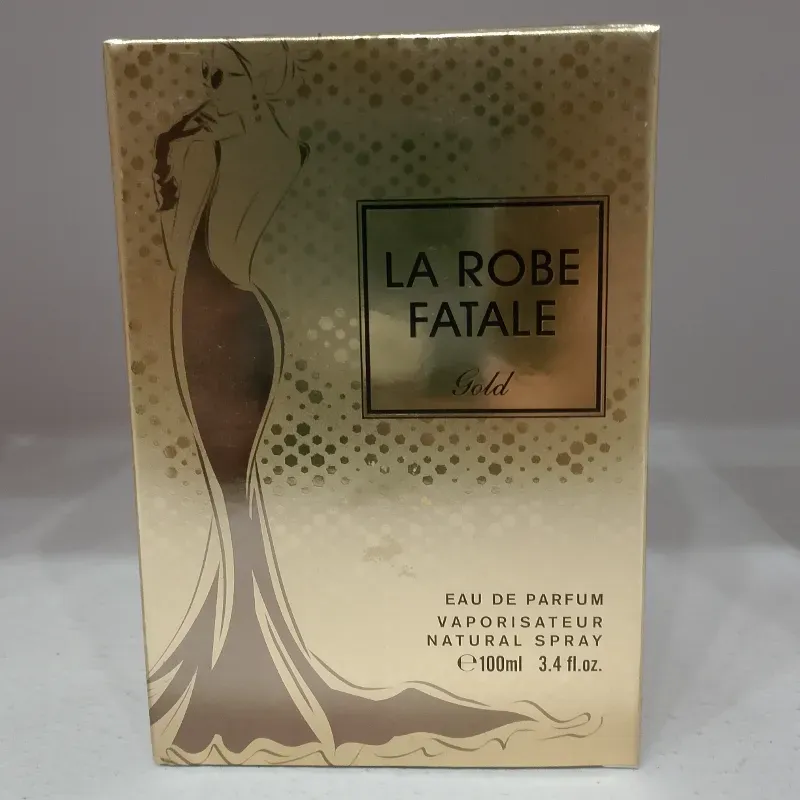 LA ROBE
FATALE
Gold
EAU DE PARFUM
VAPORISATEUR
NATURAL SPRAY
℮100ml 3.4 fl.oz.